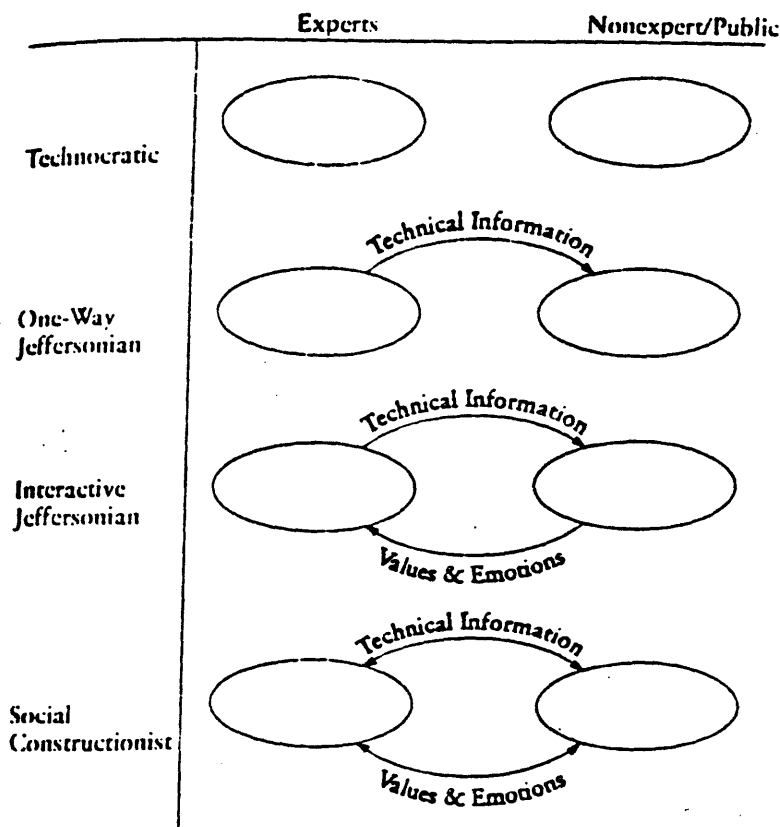 Experts Nonexpert/Public
Technocratic
Technical Information
One-Way
Jeffersonian
Technical Information
Interactive
Jeffersonian
Values & Emotions
Technical Information
Social
Constructionist
Values & Emotions